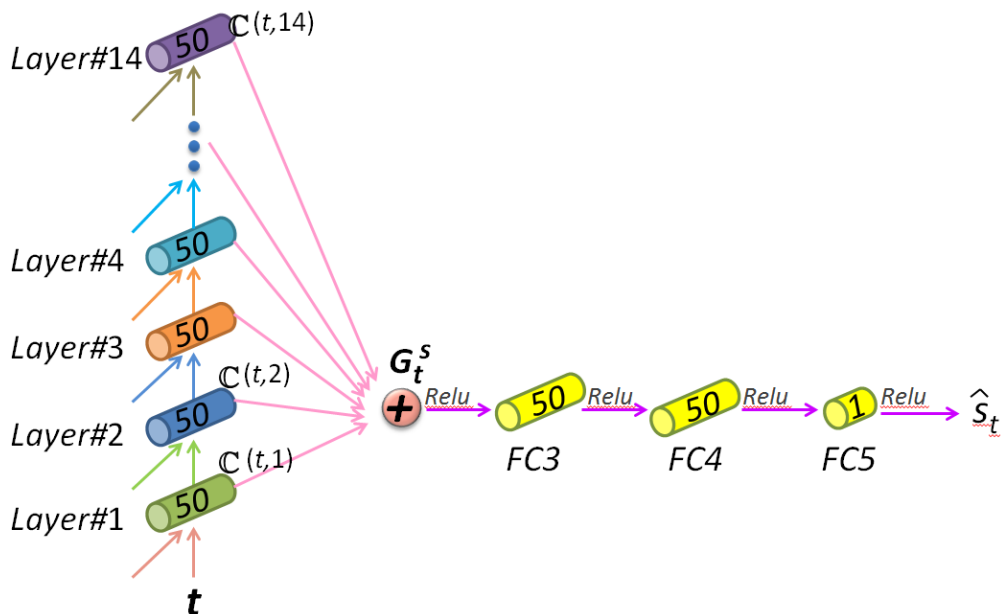 Layer#14 50 ℂ(t,14)
Layer#4 50
Layer#3 50
Layer#2 50 ℂ(t,2)
Layer#1 50 ℂ(t,1)
t
G_t^s
+ Relu 50 Relu 50 Relu 1 Relu ŝ_t
FC3 FC4 FC5